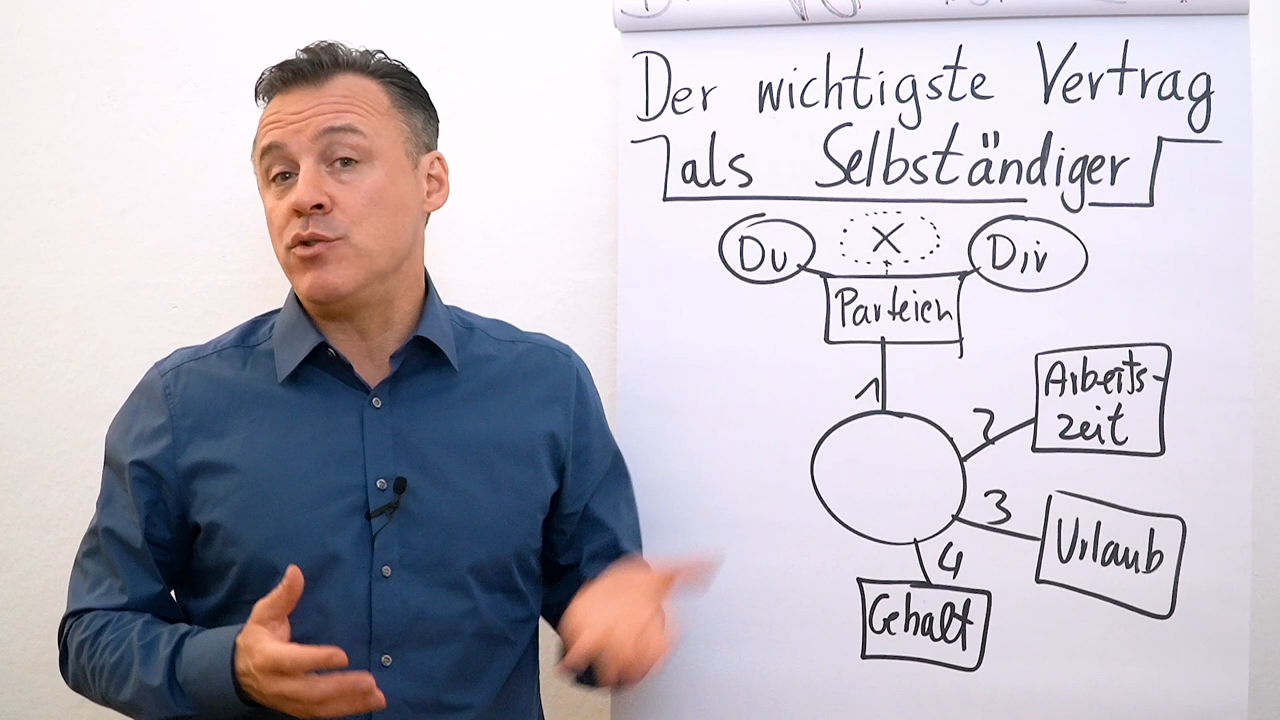 Der wichtigste Vertrag
als Selbständiger
Du
X
Dir
Parteien
1
2
Arbeits-
zeit
3
Urlaub
4
Gehalt